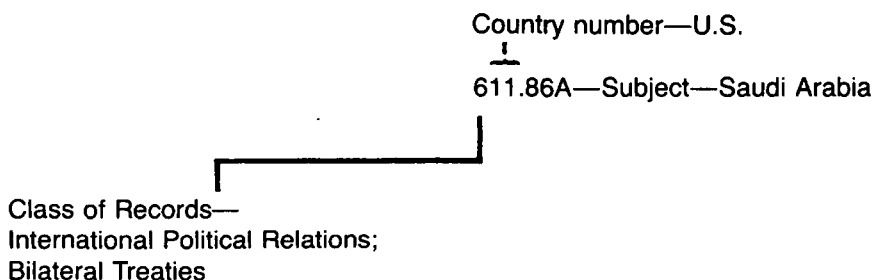 Country number—U.S.
611.86A—Subject—Saudi Arabia
Class of Records—
International Political Relations;
Bilateral Treaties